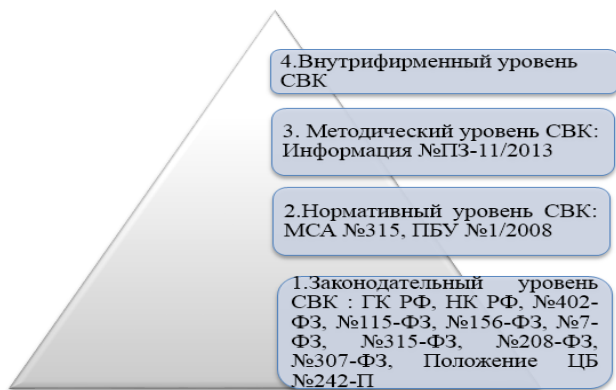 4.Внутрифирменный уровень
СВК
3. Методический уровень СВК:
Информация №ПЗ-11/2013
2.Нормативный уровень СВК:
МСА №315, ПБУ №1/2008
1.Законодательный уровень
СВК : ГК РФ, НК РФ, №402-
ФЗ, №115-ФЗ, №156-ФЗ, №7-
ФЗ, №315-ФЗ, №208-ФЗ,
№307-ФЗ, Положение ЦБ
№242-П